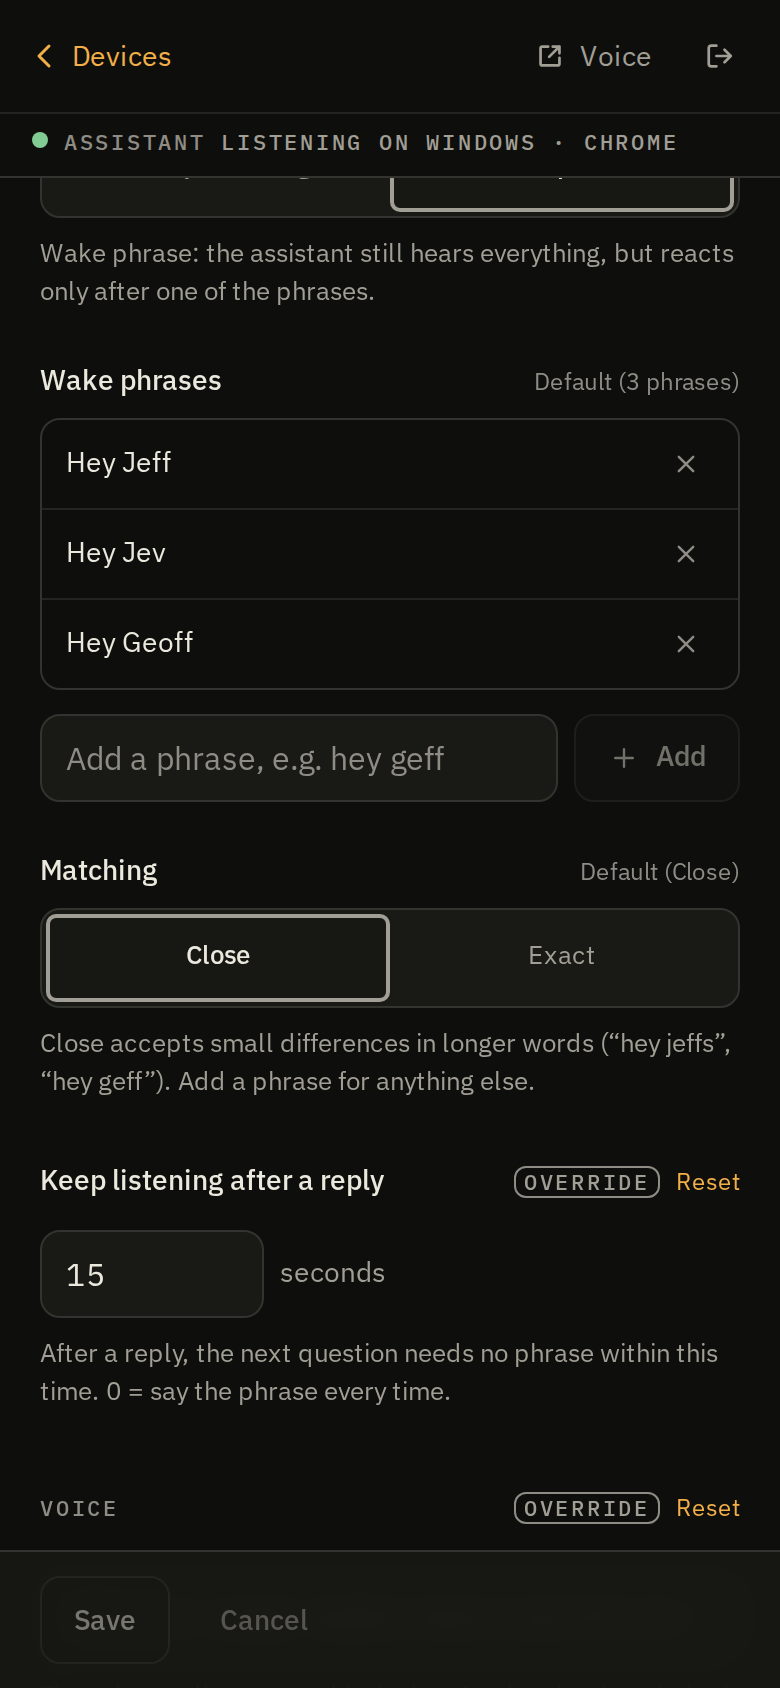 Devices
Voice
ASSISTANT LISTENING ON WINDOWS · CHROME
Wake phrase: the assistant still hears everything, but reacts
only after one of the phrases.
Wake phrases
Default (3 phrases)
Hey Jeff
Hey Jev
Hey Geoff
Add a phrase, e.g. hey geff
Add
Matching
Default (Close)
Close
Exact
Close accepts small differences in longer words (“hey jeffs”,
“hey geff”). Add a phrase for anything else.
Keep listening after a reply
OVERRIDE
Reset
15
seconds
After a reply, the next question needs no phrase within this
time. 0 = say the phrase every time.
VOICE
OVERRIDE
Reset
Save
Cancel